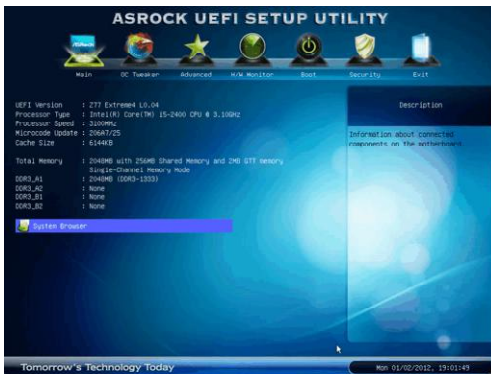 ASROCK UEFI SETUP UTILITY
Main OC Tweaker Advanced H/W Monitor Boot Security Exit
UEFI Version : Z77 Extreme4 L0.04
Processor Type : Intel(R) Core(TM) i5-2400 CPU @ 3.10GHz
Processor Speed : 3100MHz
Microcode Update : 206A7/25
Cache Size : 6144KB
Total Memory : 2048MB with 256MB Shared Memory and 2MB GTT memory
Single-Channel Memory Mode
DDR3_A1 : 2048MB (DDR3-1333)
DDR3_A2 : None
DDR3_B1 : None
DDR3_B2 : None
System Browser
Description
Information about connected
components on the motherboard.
Tomorrow's Technology Today
Mon 01/02/2012, 19:01:49